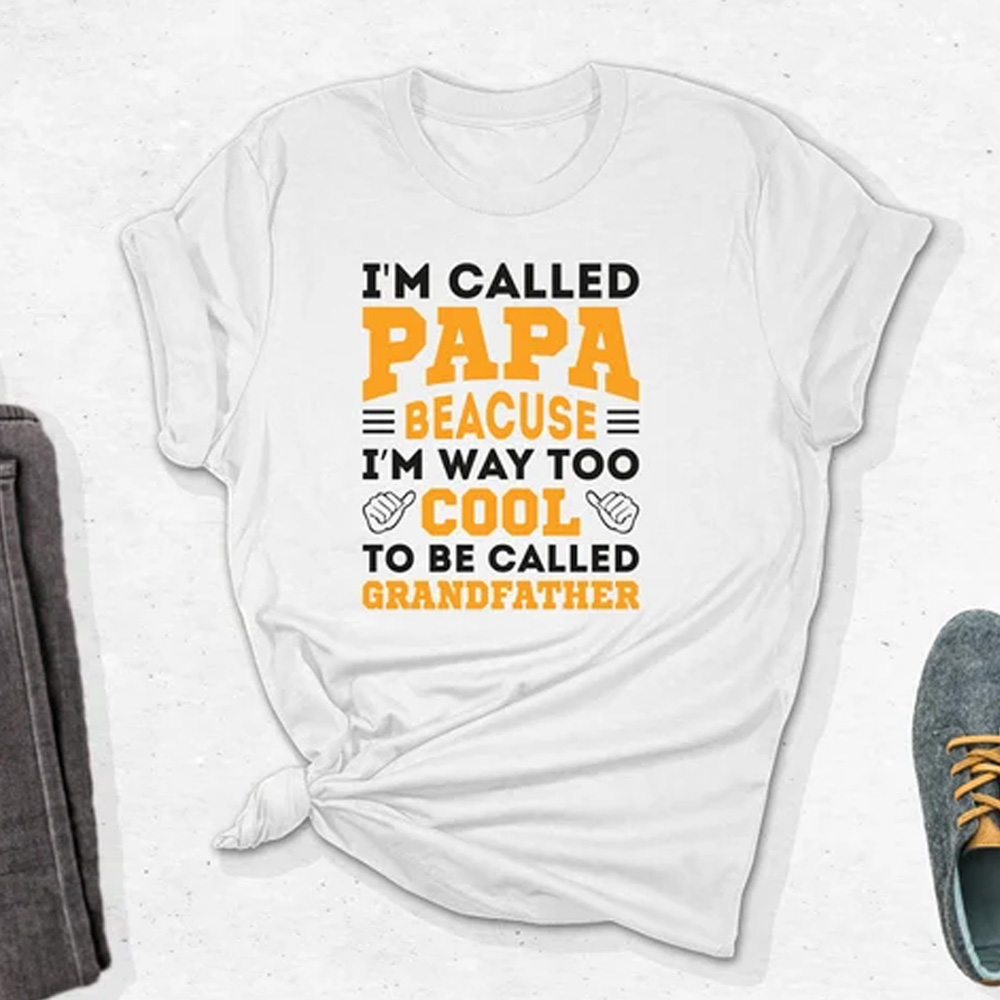 I'M CALLED
PAPA
BEACUSE
I'M WAY TOO
COOL
TO BE CALLED
GRANDFATHER